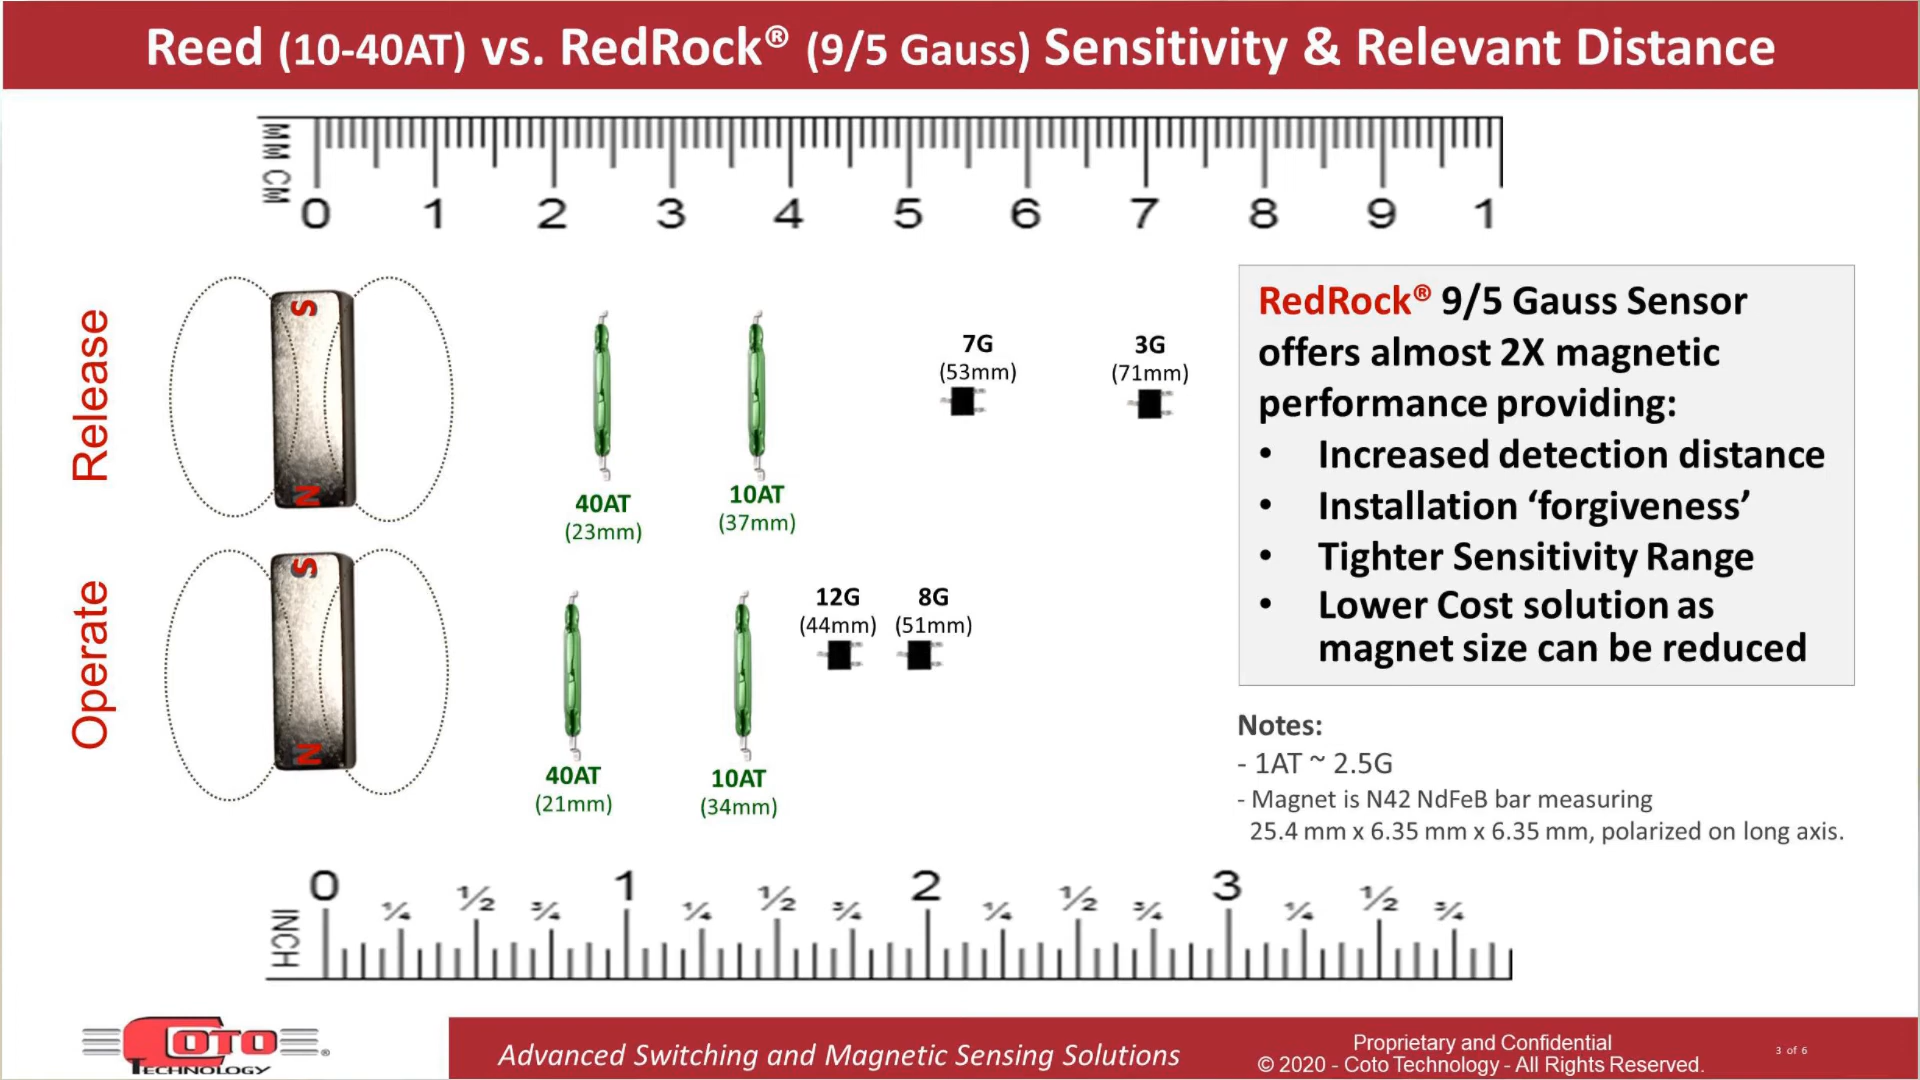 Reed (10-40AT) vs. RedRock® (9/5 Gauss) Sensitivity & Relevant Distance
MM CM
0 1 2 3 4 5 6 7 8 9 1
Release
S
N
40AT
(23mm)
10AT
(37mm)
7G
(53mm)
3G
(71mm)
Operate
S
N
40AT
(21mm)
10AT
(34mm)
12G
(44mm)
8G
(51mm)
RedRock® 9/5 Gauss Sensor
offers almost 2X magnetic
performance providing:
• Increased detection distance
• Installation ‘forgiveness’
• Tighter Sensitivity Range
• Lower Cost solution as
magnet size can be reduced
Notes:
- 1AT ~ 2.5G
- Magnet is N42 NdFeB bar measuring
25.4 mm x 6.35 mm x 6.35 mm, polarized on long axis.
INCH
0 ¼ ½ ¾ 1 ¼ ½ ¾ 2 ¼ ½ ¾ 3 ¼ ½ ¾
COTO
TECHNOLOGY ®
Advanced Switching and Magnetic Sensing Solutions
Proprietary and Confidential
© 2020 - Coto Technology - All Rights Reserved.
3 of 6